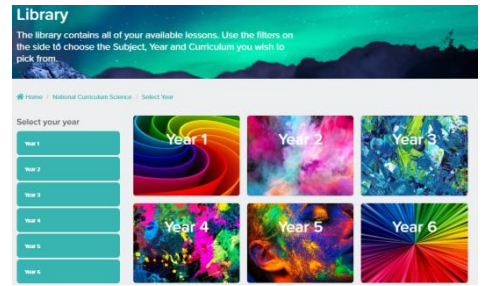 Library
The library contains all of your available lessons. Use the filters on
the side to choose the Subject, Year and Curriculum you wish to
pick from.
Home / National Curriculum Science / Select Year
Select your year
Year 1
Year 2
Year 3
Year 4
Year 5
Year 6
Year 1
Year 2
Year 3
Year 4
Year 5
Year 6